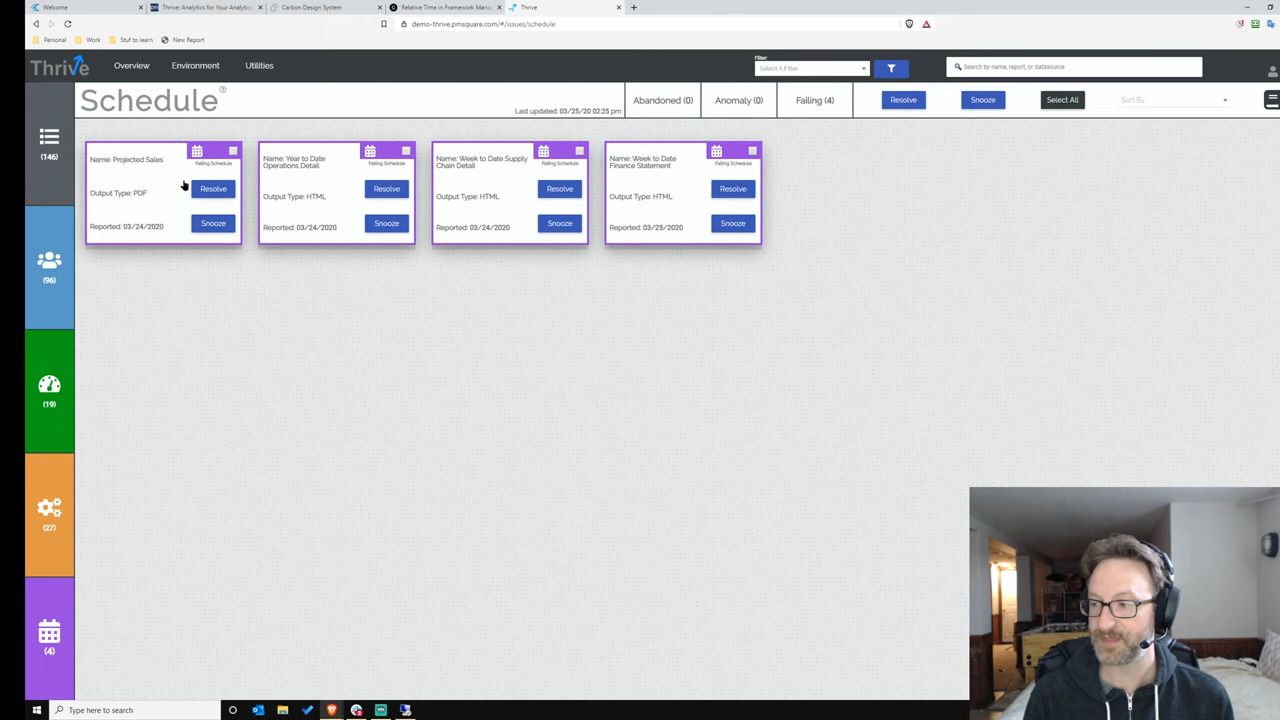 Welcome
Thrive: Analytics for Your Analytics
Carbon Design System
Relative Time in Framework Mana
Thrive
demo-thrive.pmsquare.com/#/issues/schedule
Personal
Work
Stuf to learn
New Report
Thrive
Overview
Environment
Utilities
Filter:
Select A Filter
Search by name, report, or datasource
Schedule
Last updated: 03/25/20 02:25 pm
Abandoned (0)
Anomaly (0)
Failing (4)
Resolve
Snooze
Select All
Sort By
(146)
(96)
(19)
(27)
(4)
Name: Projected Sales
Failing Schedule
Output Type: PDF
Resolve
Reported: 03/24/2020
Snooze
Name: Year to Date
Operations Detail
Failing Schedule
Output Type: HTML
Resolve
Reported: 03/24/2020
Snooze
Name: Week to Date Supply
Chain Detail
Failing Schedule
Output Type: HTML
Resolve
Reported: 03/24/2020
Snooze
Name: Week to Date
Finance Statement
Failing Schedule
Output Type: HTML
Resolve
Reported: 03/25/2020
Snooze
Type here to search